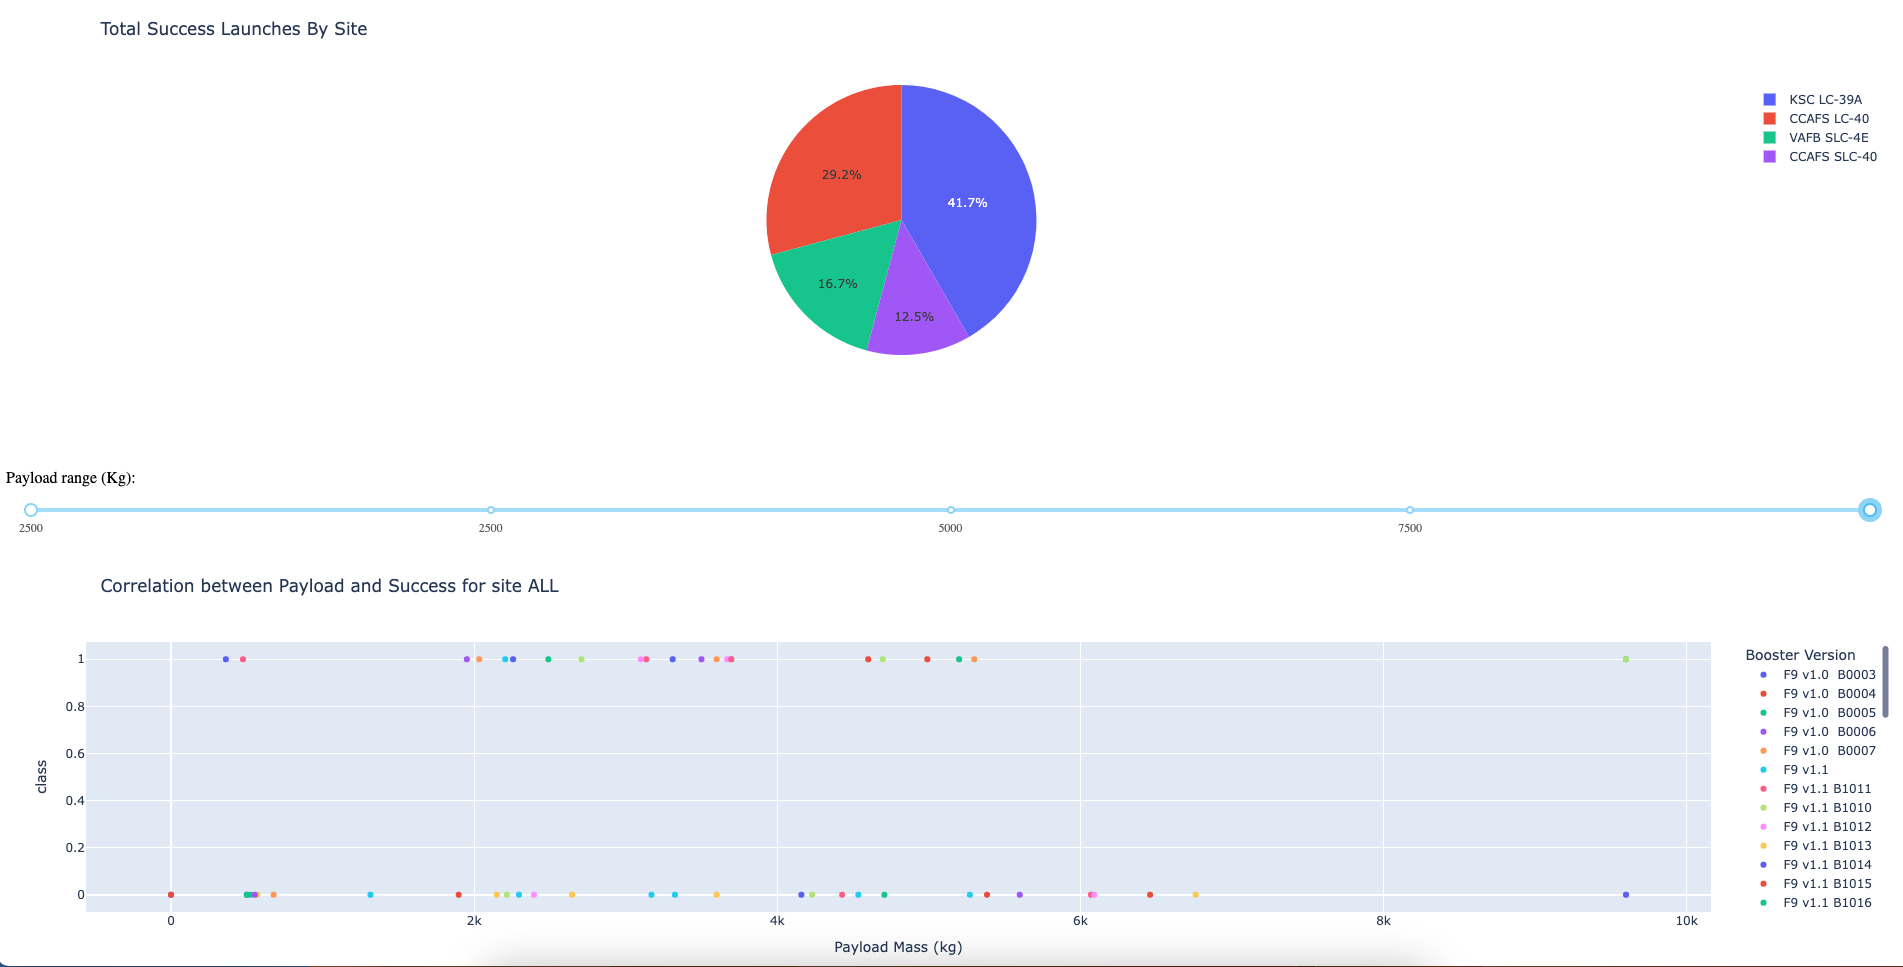 Total Success Launches By Site
KSC LC-39A
CCAFS LC-40
VAFB SLC-4E
CCAFS SLC-40
29.2%
41.7%
16.7%
12.5%
Payload range (Kg):
2500 2500 5000 7500
Correlation between Payload and Success for site ALL
1
0.8
0.6
0.4
0.2
0
class
0 2k 4k 6k 8k 10k
Payload Mass (kg)
Booster Version
F9 v1.0  B0003
F9 v1.0  B0004
F9 v1.0  B0005
F9 v1.0  B0006
F9 v1.0  B0007
F9 v1.1
F9 v1.1 B1011
F9 v1.1 B1010
F9 v1.1 B1012
F9 v1.1 B1013
F9 v1.1 B1014
F9 v1.1 B1015
F9 v1.1 B1016